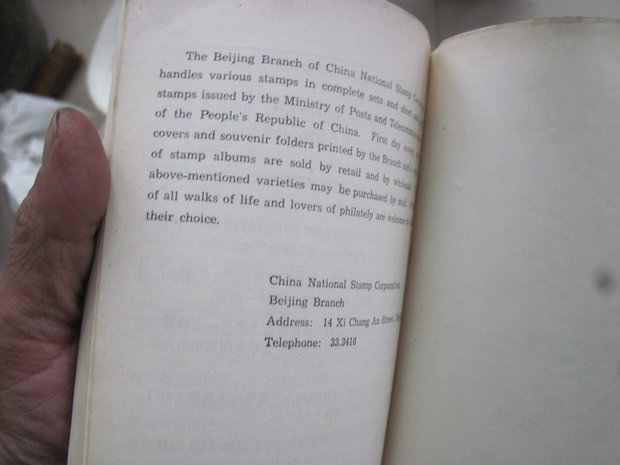 The Beijing Branch of China National Stamp
handles various stamps in complete sets and
stamps issued by the Ministry of Posts and
of the People's Republic of China. First day
covers and souvenir folders printed by the Branch and
of stamp albums are sold by retail and by
above-mentioned varieties may be purchased by mail.
of all walks of life and lovers of philately are welcome
their choice.
China National Stamp Corporation,
Beijing Branch
Address: 14 Xi Chang An Street,
Telephone: 33.3416